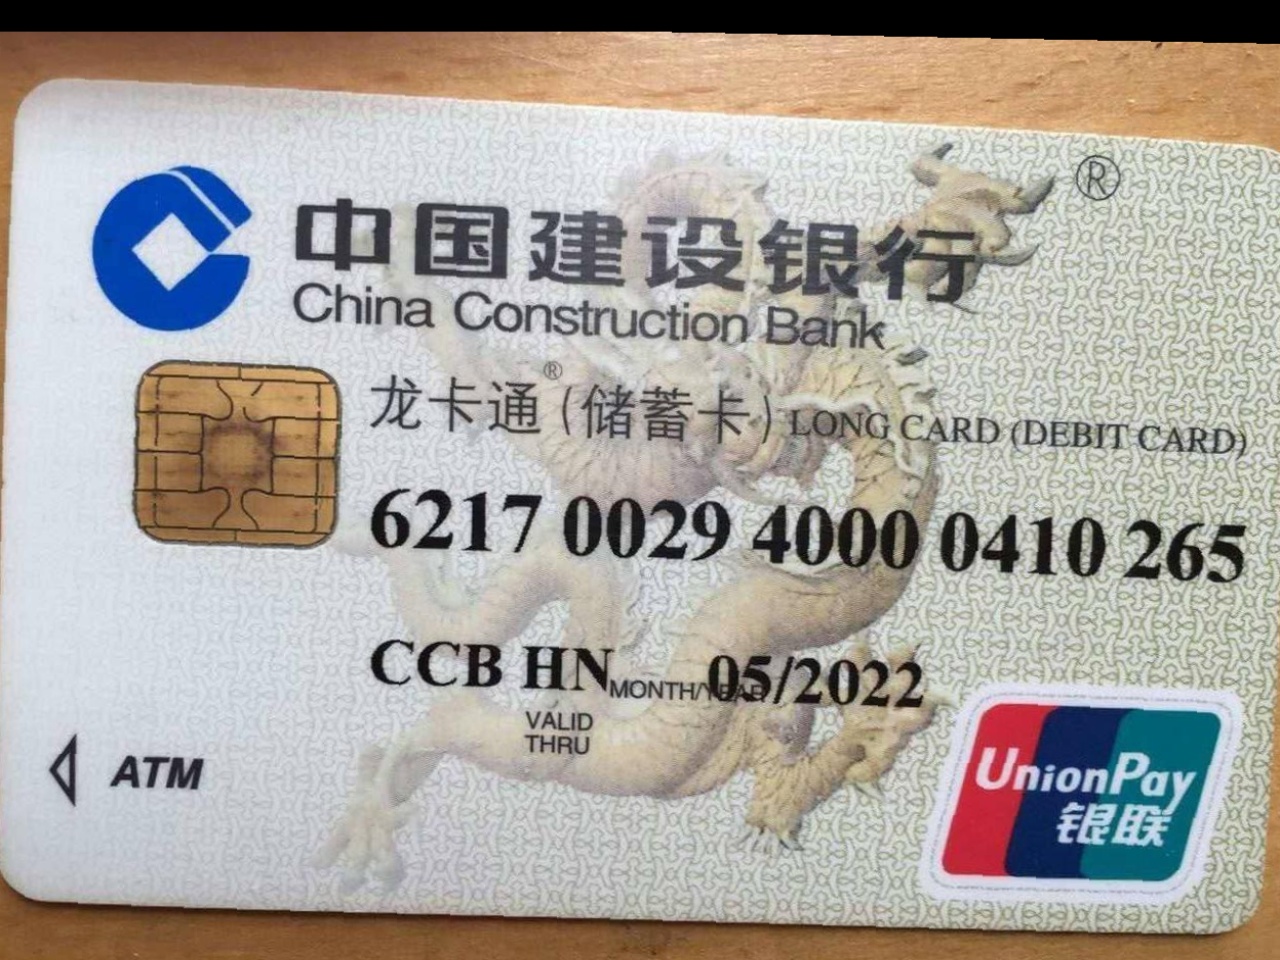 ®
中国建设银行
China Construction Bank
龙卡通®(储蓄卡) LONG CARD (DEBIT CARD)
6217 0029 4000 0410 265
CCB HN MONTH/YEAR 05/2022
VALID
THRU
ATM
UnionPay
银联